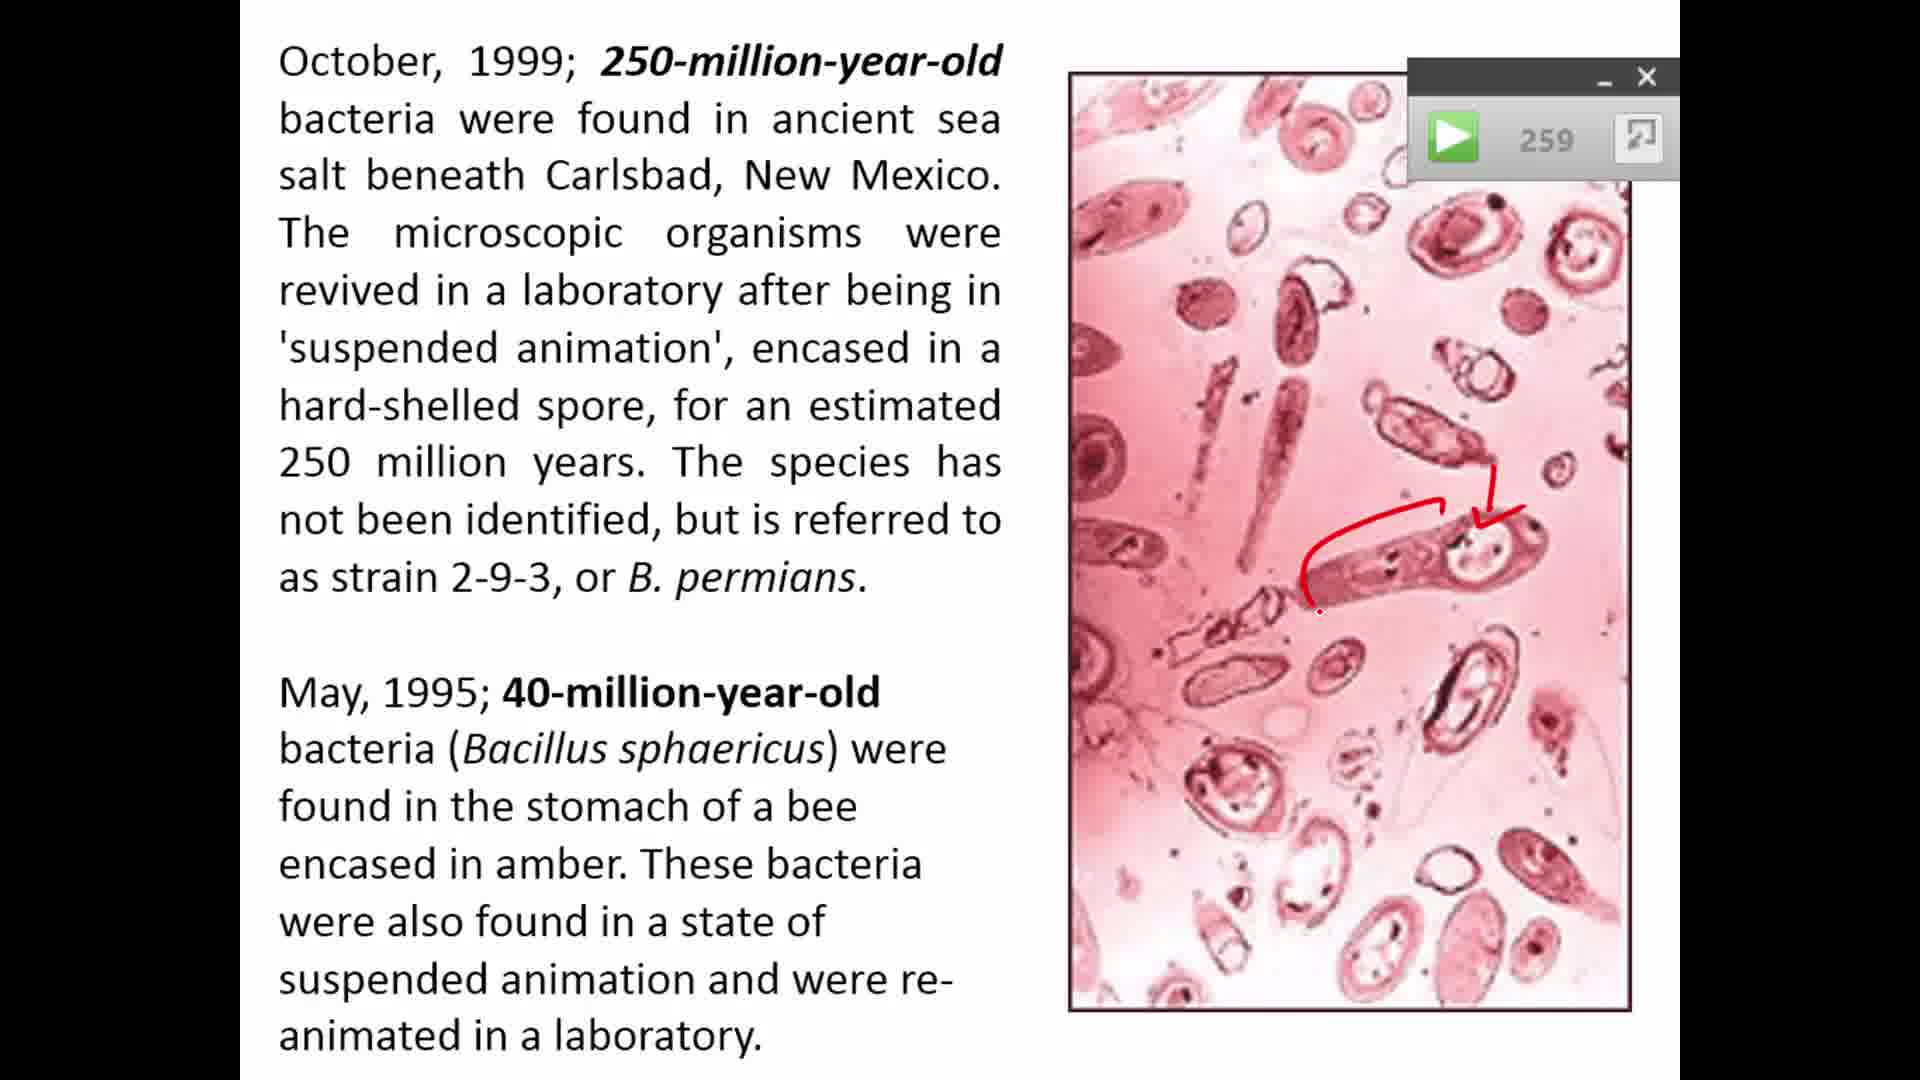 October, 1999; 250-million-year-old
bacteria were found in ancient sea
salt beneath Carlsbad, New Mexico.
The microscopic organisms were
revived in a laboratory after being in
'suspended animation', encased in a
hard-shelled spore, for an estimated
250 million years. The species has
not been identified, but is referred to
as strain 2-9-3, or B. permians.
May, 1995; 40-million-year-old
bacteria (Bacillus sphaericus) were
found in the stomach of a bee
encased in amber. These bacteria
were also found in a state of
suspended animation and were re-
animated in a laboratory.
259